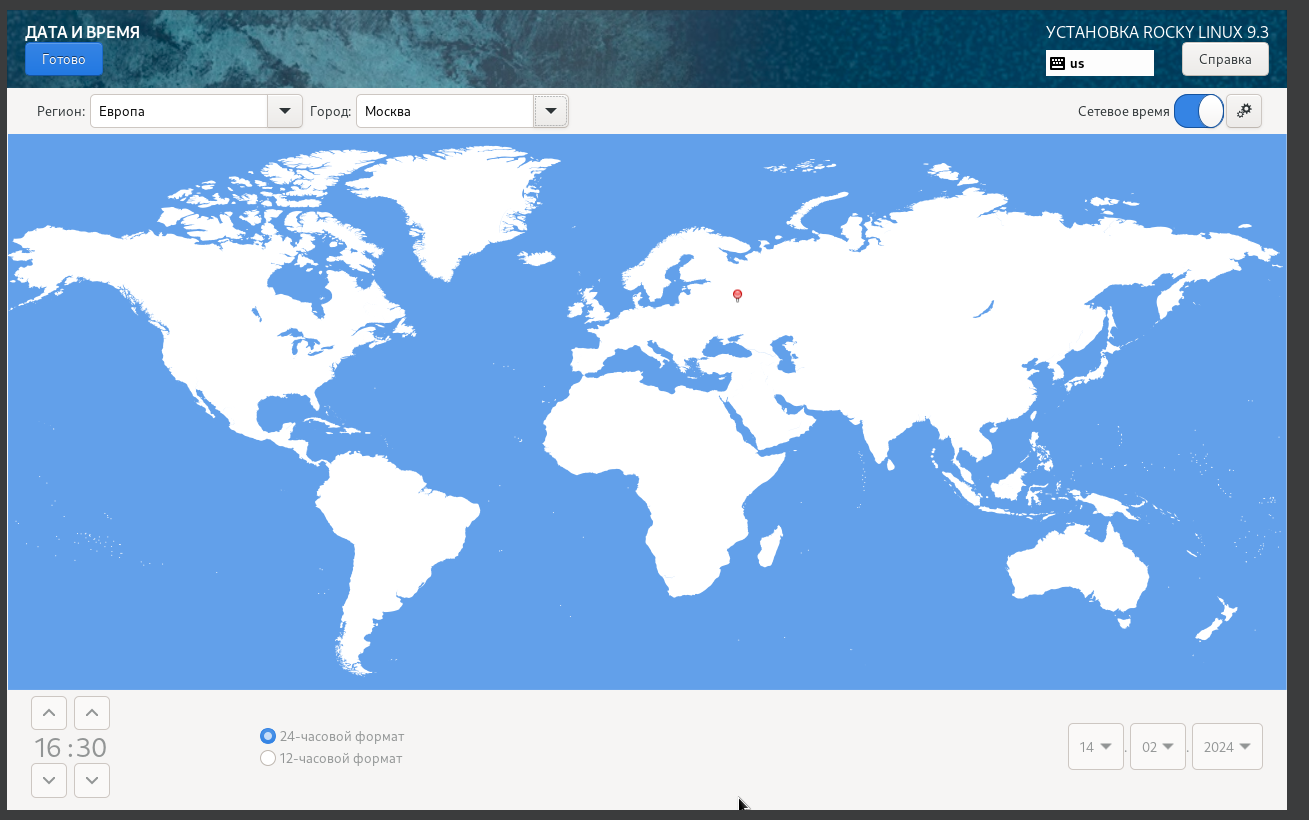 ДАТА И ВРЕМЯ
УСТАНОВКА ROCKY LINUX 9.3
Готово
us
Справка
Регион: Европа Город: Москва Сетевое время
16:30
24-часовой формат
12-часовой формат
14 . 02 . 2024